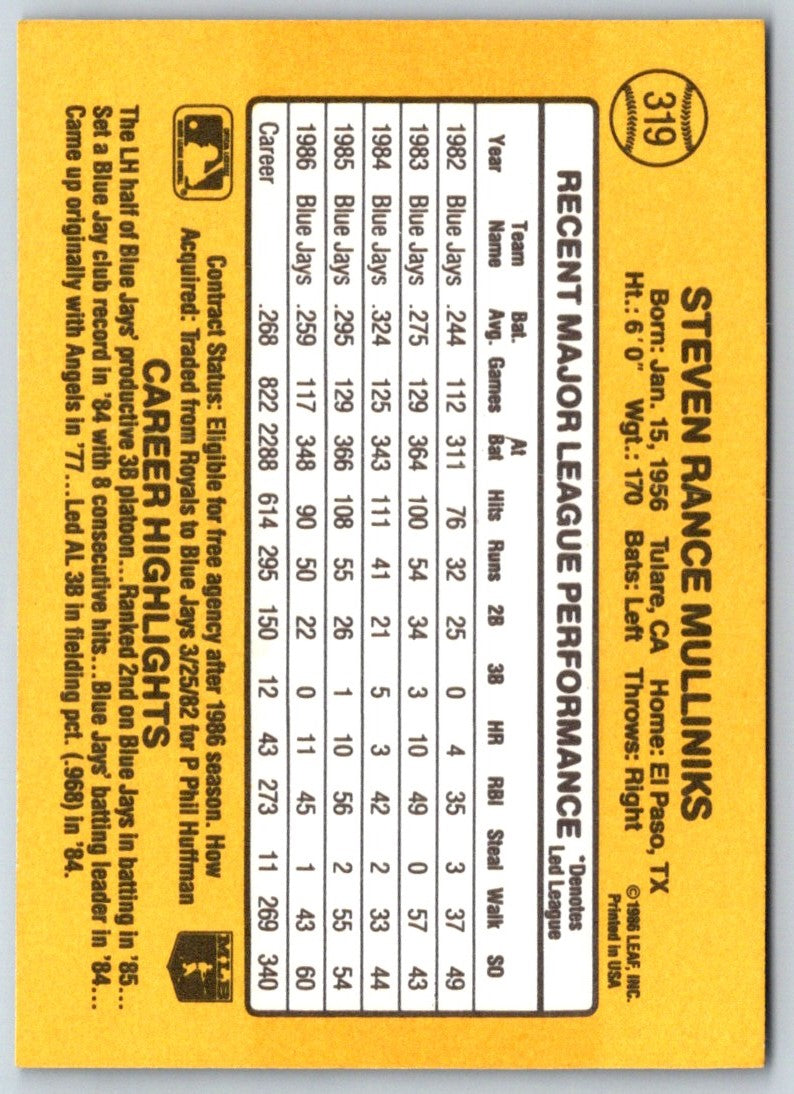 319
STEVEN RANCE MULLINIKS
Born: Jan. 15, 1956 Tulare, CA Home: El Paso, TX
Ht.: 6'0" Wgt.: 170 Bats: Left Throws: Right
©1986 LEAF, INC.
Printed in USA
RECENT MAJOR LEAGUE PERFORMANCE
*Denotes
Led League
Year Team Name Bat. Avg. Games At Bat Hits Runs 2B 3B HR RBI Steal Walk SO
1982 Blue Jays .244 112 311 76 32 25 0 4 35 3 37 49
1983 Blue Jays .275 129 364 100 54 34 3 10 49 0 57 43
1984 Blue Jays .324 125 343 111 41 21 5 3 42 2 33 44
1985 Blue Jays .295 129 366 108 55 26 1 10 56 2 55 54
1986 Blue Jays .259 117 348 90 50 22 0 11 45 1 43 60
Career .268 822 2288 614 295 150 12 43 273 11 269 340
Contract Status: Eligible for free agency after 1986 season. How
Acquired: Traded from Royals to Blue Jays 3/25/82 for P Phil Huffman
MLB
CAREER HIGHLIGHTS
The LH half of Blue Jays' productive 3B platoon...Ranked 2nd on Blue Jays in batting in '85...
Set a Blue Jay club record in '84 with 8 consecutive hits...Blue Jays' batting leader in '84...
Came up originally with Angels in '77...Led AL 3B in fielding pct. (.968) in '84.